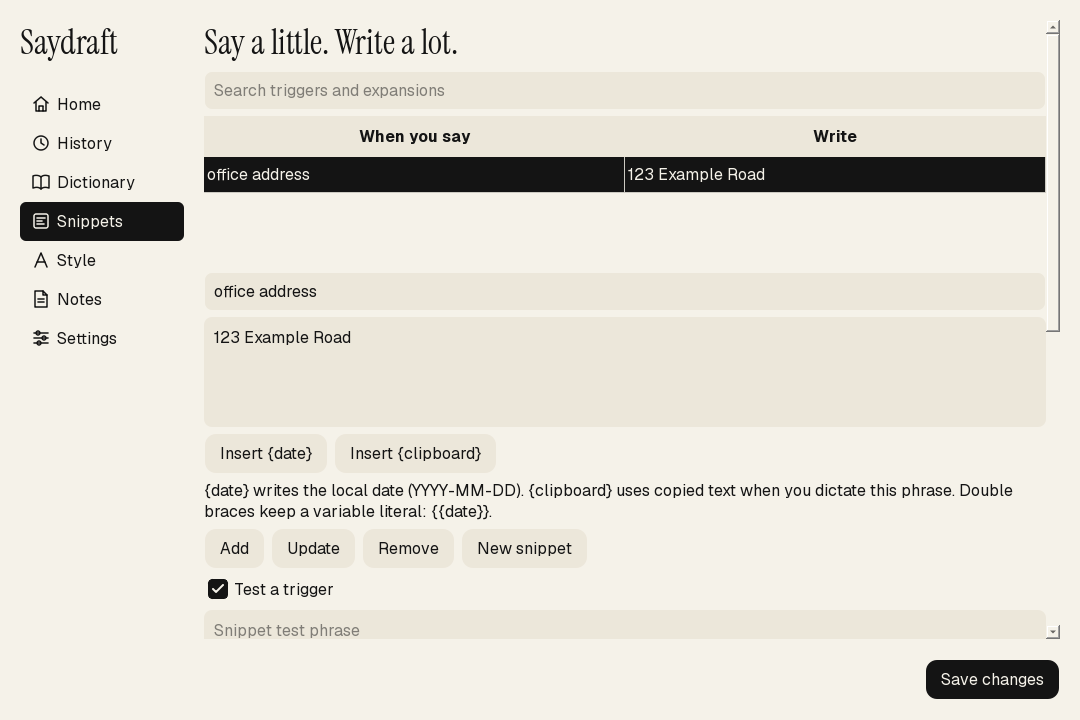 Saydraft
Home
History
Dictionary
Snippets
Style
Notes
Settings
Say a little. Write a lot.
Search triggers and expansions
When you say Write
office address 123 Example Road
office address
123 Example Road
Insert {date} Insert {clipboard}
{date} writes the local date (YYYY-MM-DD). {clipboard} uses copied text when you dictate this phrase. Double
braces keep a variable literal: {{date}}.
Add Update Remove New snippet
Test a trigger
Snippet test phrase
Save changes